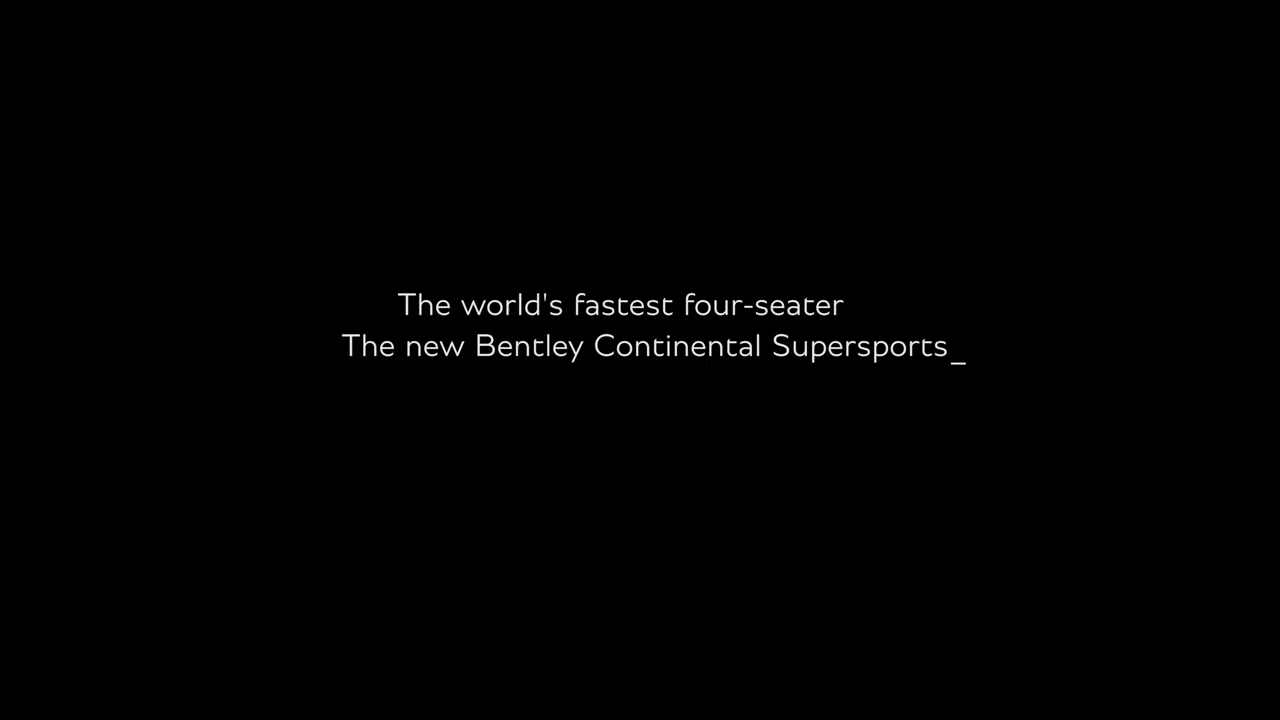 The world's fastest four-seater
The new Bentley Continental Supersports_